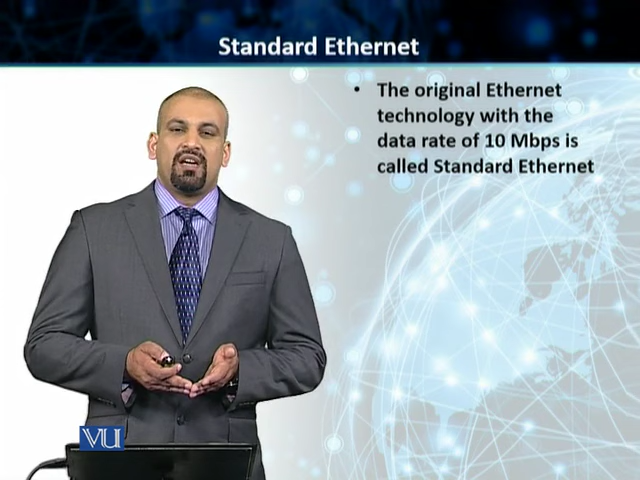 Standard Ethernet
• The original Ethernet
technology with the
data rate of 10 Mbps is
called Standard Ethernet
VU